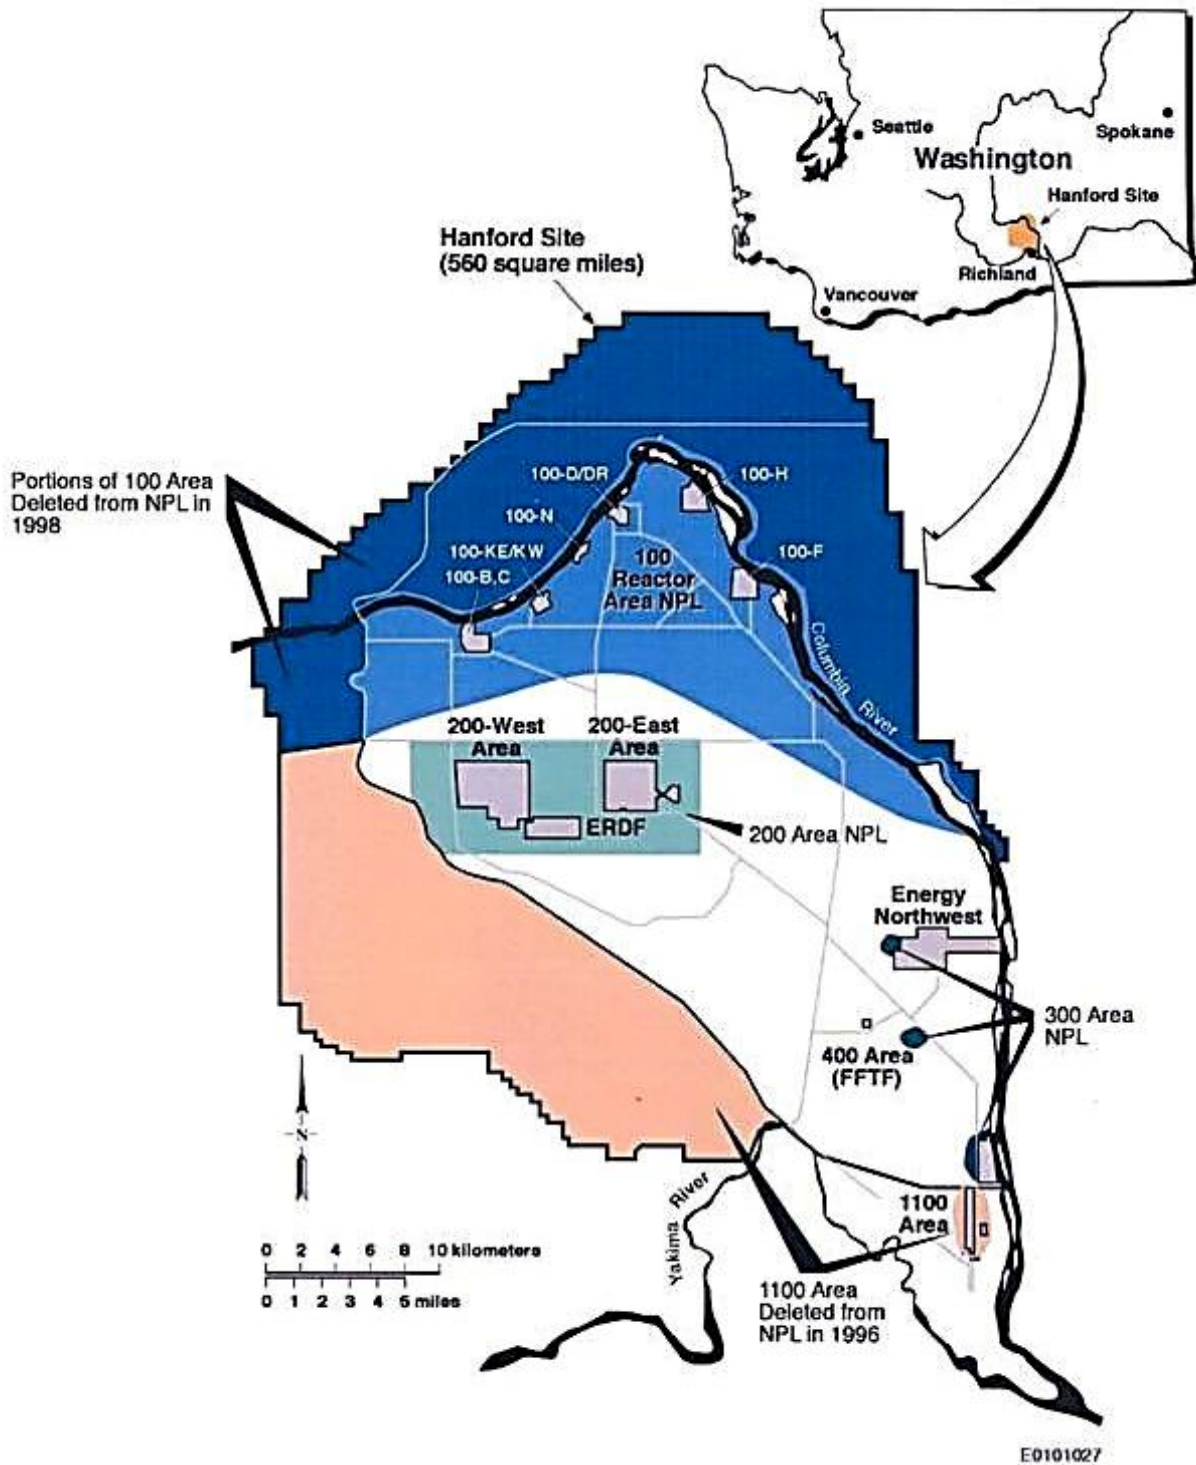 Seattle
Spokane
Washington
Hanford Site
Richland
Vancouver
Hanford Site
(560 square miles)
Portions of 100 Area
Deleted from NPL in
1998
100-D/DR
100-H
100-N
100-KE/KW
100-B,C
100-F
100
Reactor
Area NPL
Columbia River
200-West
Area
200-East
Area
ERDF
200 Area NPL
Energy
Northwest
300 Area
NPL
400 Area
(FFTF)
N
1100
Area
Yakima River
0 2 4 6 8 10 kilometers
0 1 2 3 4 5 miles
1100 Area
Deleted from
NPL in 1996
E0101027